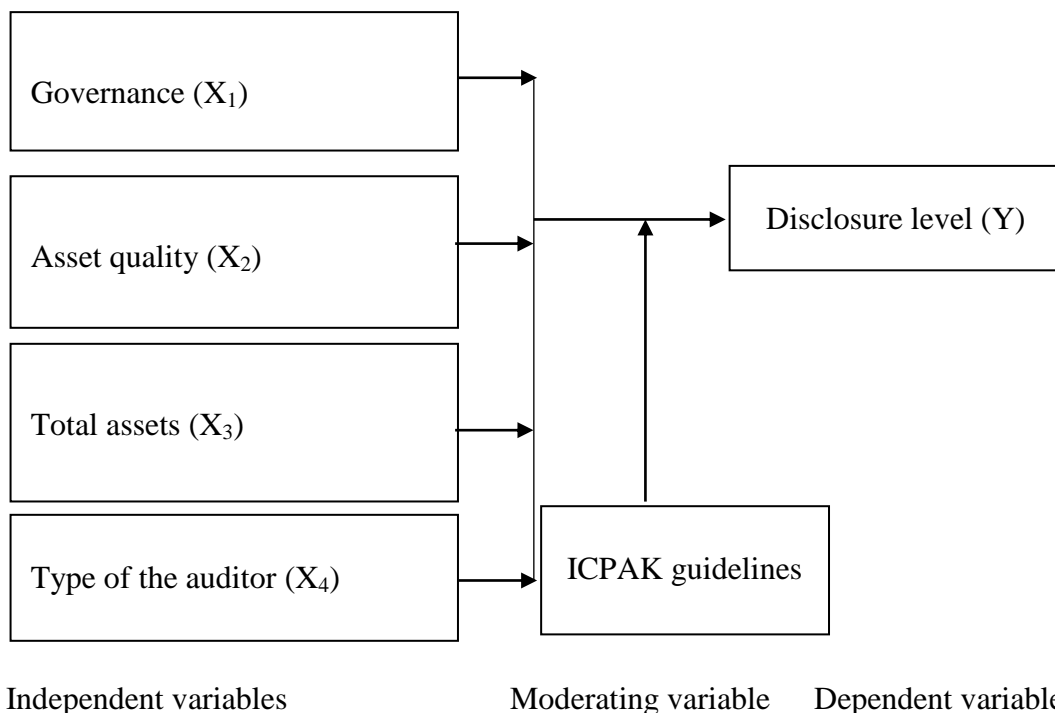 Governance (X₁)
Asset quality (X₂)
Disclosure level (Y)
Total assets (X₃)
Type of the auditor (X₄)
ICPAK guidelines
Independent variables Moderating variable Dependent variable